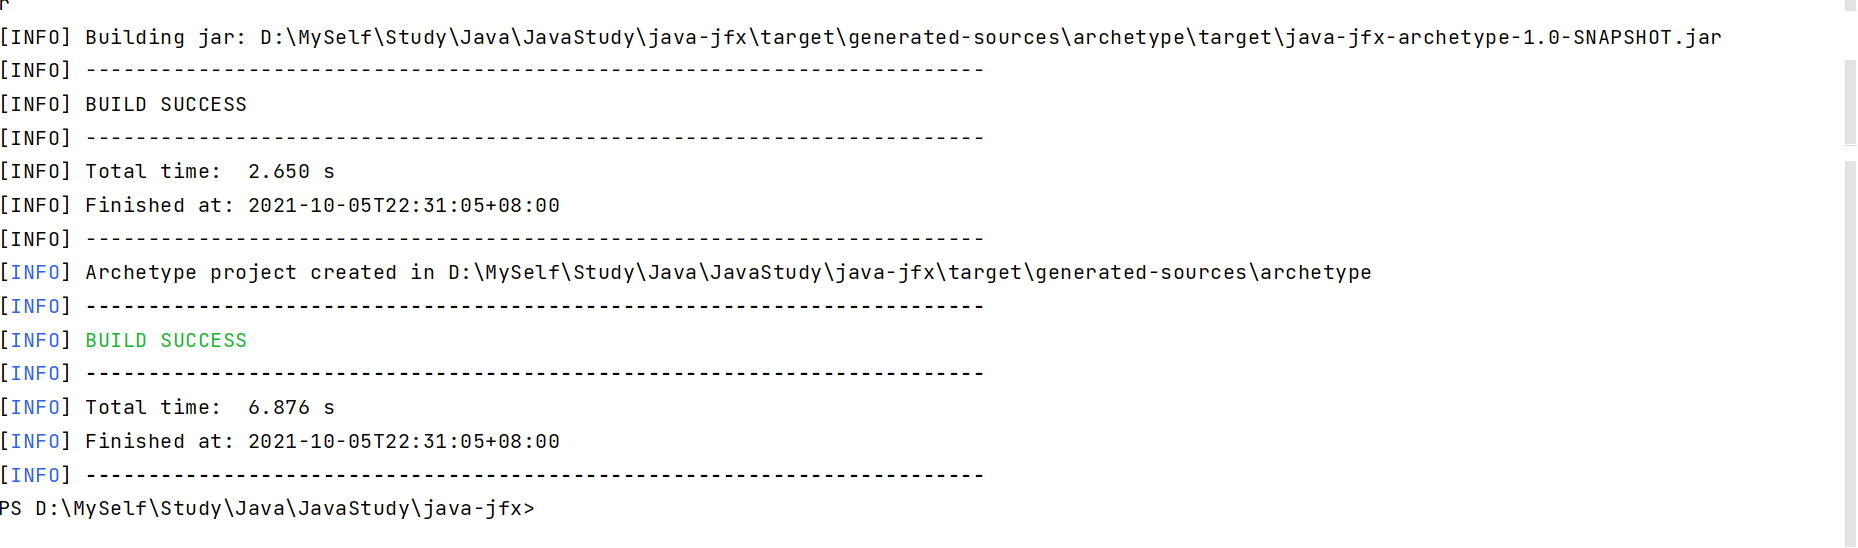 [INFO] Building jar: D:\MySelf\Study\Java\JavaStudy\java-jfx\target\generated-sources\archetype\target\java-jfx-archetype-1.0-SNAPSHOT.jar
[INFO] ------------------------------------------------------------------------
[INFO] BUILD SUCCESS
[INFO] ------------------------------------------------------------------------
[INFO] Total time:  2.650 s
[INFO] Finished at: 2021-10-05T22:31:05+08:00
[INFO] ------------------------------------------------------------------------
[INFO] Archetype project created in D:\MySelf\Study\Java\JavaStudy\java-jfx\target\generated-sources\archetype
[INFO] ------------------------------------------------------------------------
[INFO] BUILD SUCCESS
[INFO] ------------------------------------------------------------------------
[INFO] Total time:  6.876 s
[INFO] Finished at: 2021-10-05T22:31:05+08:00
[INFO] ------------------------------------------------------------------------
PS D:\MySelf\Study\Java\JavaStudy\java-jfx>